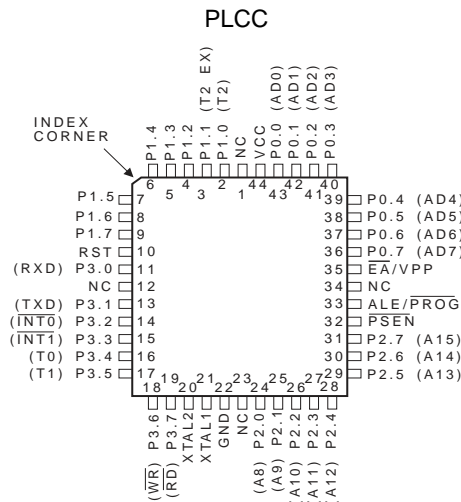 PLCC
INDEX
CORNER
P1.4
P1.3
P1.2
P1.1 (T2 EX)
P1.0 (T2)
NC
VCC
P0.0 (AD0)
P0.1 (AD1)
P0.2 (AD2)
P0.3 (AD3)
6 5 4 3 2 1 44 43 42 41 40
P1.5 7
P1.6 8
P1.7 9
RST 10
(RXD) P3.0 11
NC 12
(TXD) P3.1 13
(INT0) P3.2 14
(INT1) P3.3 15
(T0) P3.4 16
(T1) P3.5 17
39 P0.4 (AD4)
38 P0.5 (AD5)
37 P0.6 (AD6)
36 P0.7 (AD7)
35 EA/VPP
34 NC
33 ALE/PROG
32 PSEN
31 P2.7 (A15)
30 P2.6 (A14)
29 P2.5 (A13)
18 19 20 21 22 23 24 25 26 27 28
(WR) P3.6
(RD) P3.7
XTAL2
XTAL1
GND
NC
(A8) P2.0
(A9) P2.1
(A10) P2.2
(A11) P2.3
(A12) P2.4